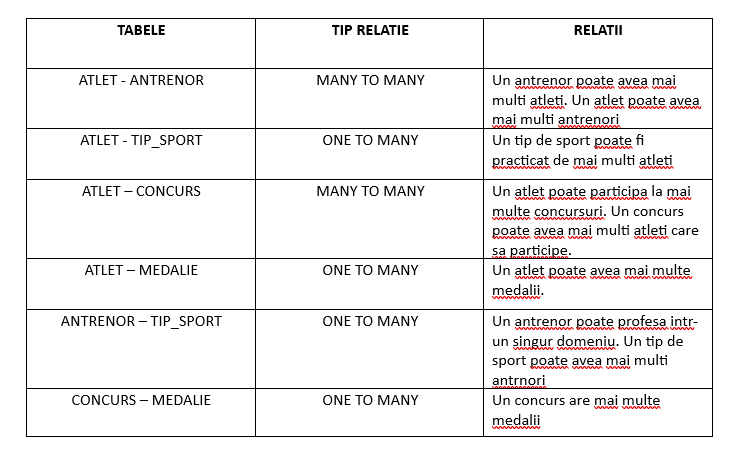 TABELE TIP RELATIE RELATII
ATLET - ANTRENOR MANY TO MANY Un antrenor poate avea mai
multi atleti. Un atlet poate avea
mai multi antrenori
ATLET - TIP_SPORT ONE TO MANY Un tip de sport poate fi
practicat de mai multi atleti
ATLET – CONCURS MANY TO MANY Un atlet poate participa la mai
multe concursuri. Un concurs
poate avea mai multi atleti care
sa participe.
ATLET – MEDALIE ONE TO MANY Un atlet poate avea mai multe
medalii.
ANTRENOR – TIP_SPORT ONE TO MANY Un antrenor poate profesa intr-
un singur domeniu. Un tip de
sport poate avea mai multi
antrnori
CONCURS – MEDALIE ONE TO MANY Un concurs are mai multe
medalii